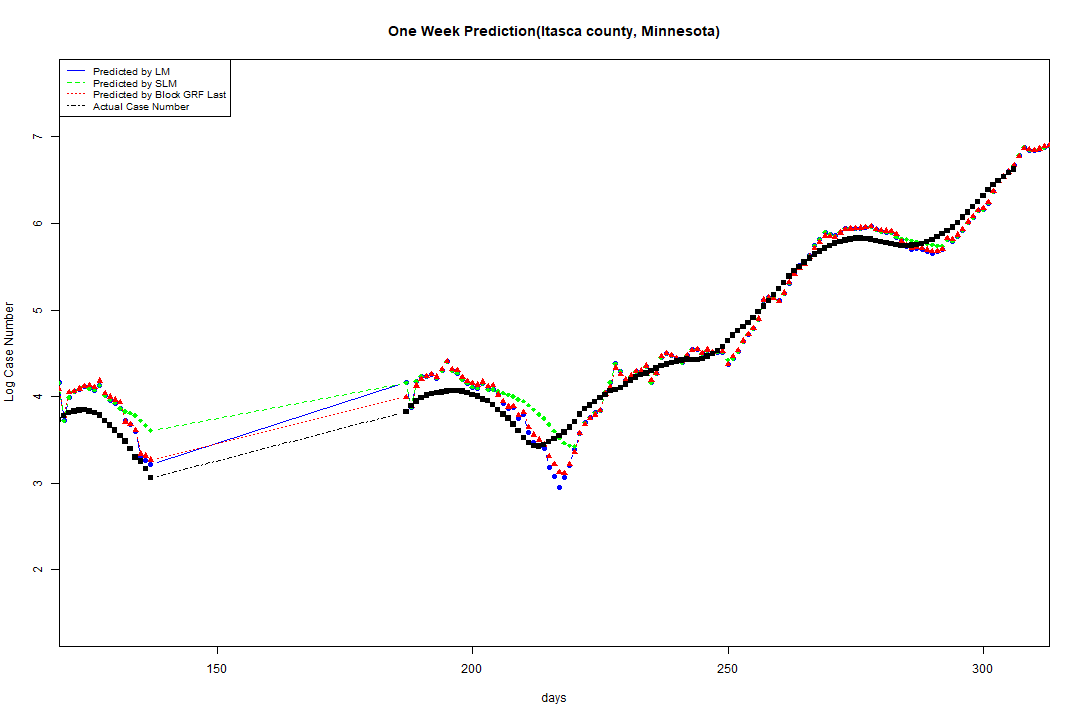 One Week Prediction(Itasca county, Minnesota)
Predicted by LM
Predicted by SLM
Predicted by Block GRF Last
Actual Case Number
7
6
5
4
3
2
Log Case Number
150 200 250 300
days